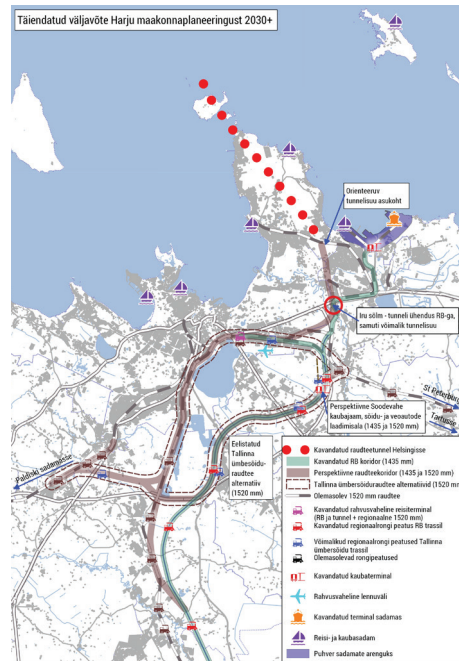 Täiendatud väljavõte Harju maakonnaplaneeringust 2030+
Orienteeruv
tunnelisuu asukoht
Iru sõlm - tunneli ühendus RB-ga,
samuti võimalik tunnelisuu
St Peterburi
Tartusse
Perspektiivne Soodevahe
kaubajaam, sõidu- ja veoautode
laadimisala (1435 ja 1520 mm)
Paldiski sadamasse
Eelistatud
Tallinna
ümbersõidu-
raudtee
alternatiiv
(1520 mm)
Kavandatud raudteetunnel Helsingisse
Kavandatud RB koridor (1435 mm)
Perspektiivne raudteekoridor (1435 ja 1520 mm)
Tallinna ümbersõiduraudtee alternatiivid (1520 mm)
Olemasolev 1520 mm raudtee
Kavandatud rahvusvaheline reisiterminal
(RB ja tunnel + regionaalne 1520 mm)
Kavandatud regionaalrongi peatus RB trassil
Võimalikud regionaalrongi peatused Tallinna
ümbersõidu trassil
Olemasolevad rongipeatused
Kavandatud kaubaterminal
Rahvusvaheline lennuväli
Kavandatud terminal sadamas
Reisi- ja kaubasadam
Puhver sadamate arenguks